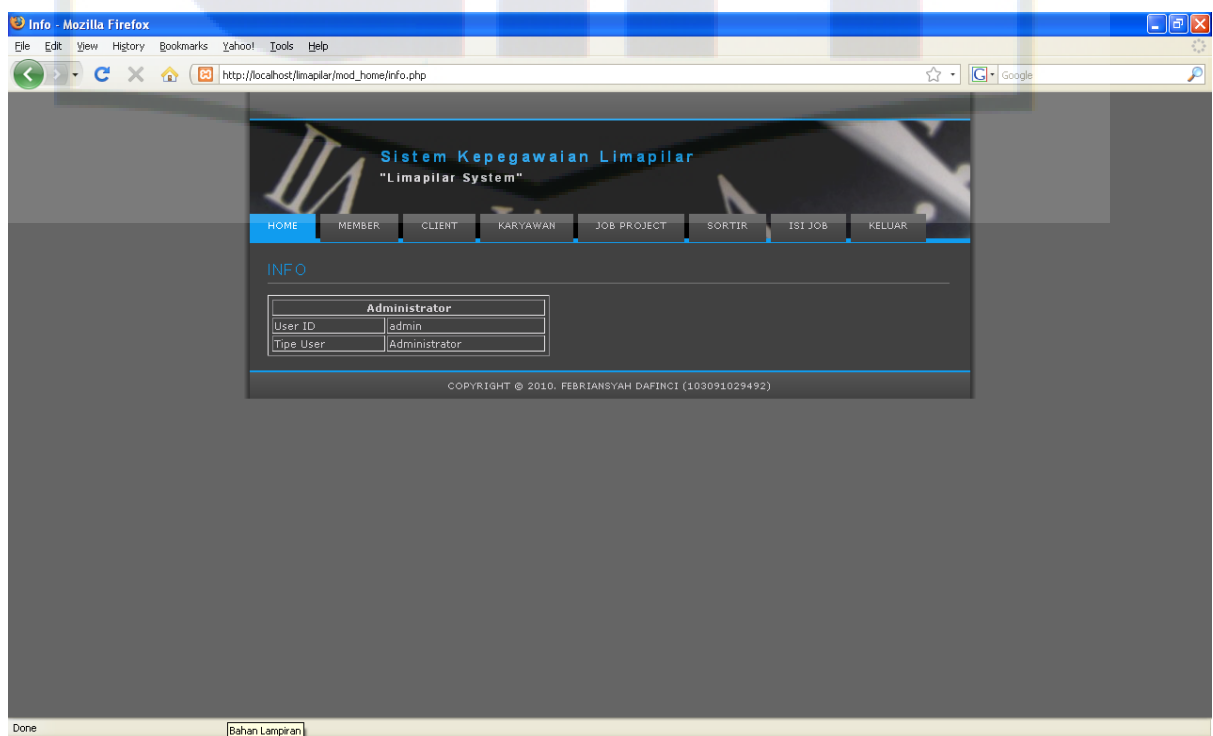 Info - Mozilla Firefox
File Edit View History Bookmarks Yahoo! Tools Help
http://localhost/limapilar/mod_home/info.php
G Google
Sistem Kepegawaian Limapilar
"Limapilar System"
HOME MEMBER CLIENT KARYAWAN JOB PROJECT SORTIR ISI JOB KELUAR
INFO
Administrator
User ID admin
Tipe User Administrator
COPYRIGHT @ 2010. FEBRIANSYAH DAFINCI (103091029492)
Done
Bahan Lampiran